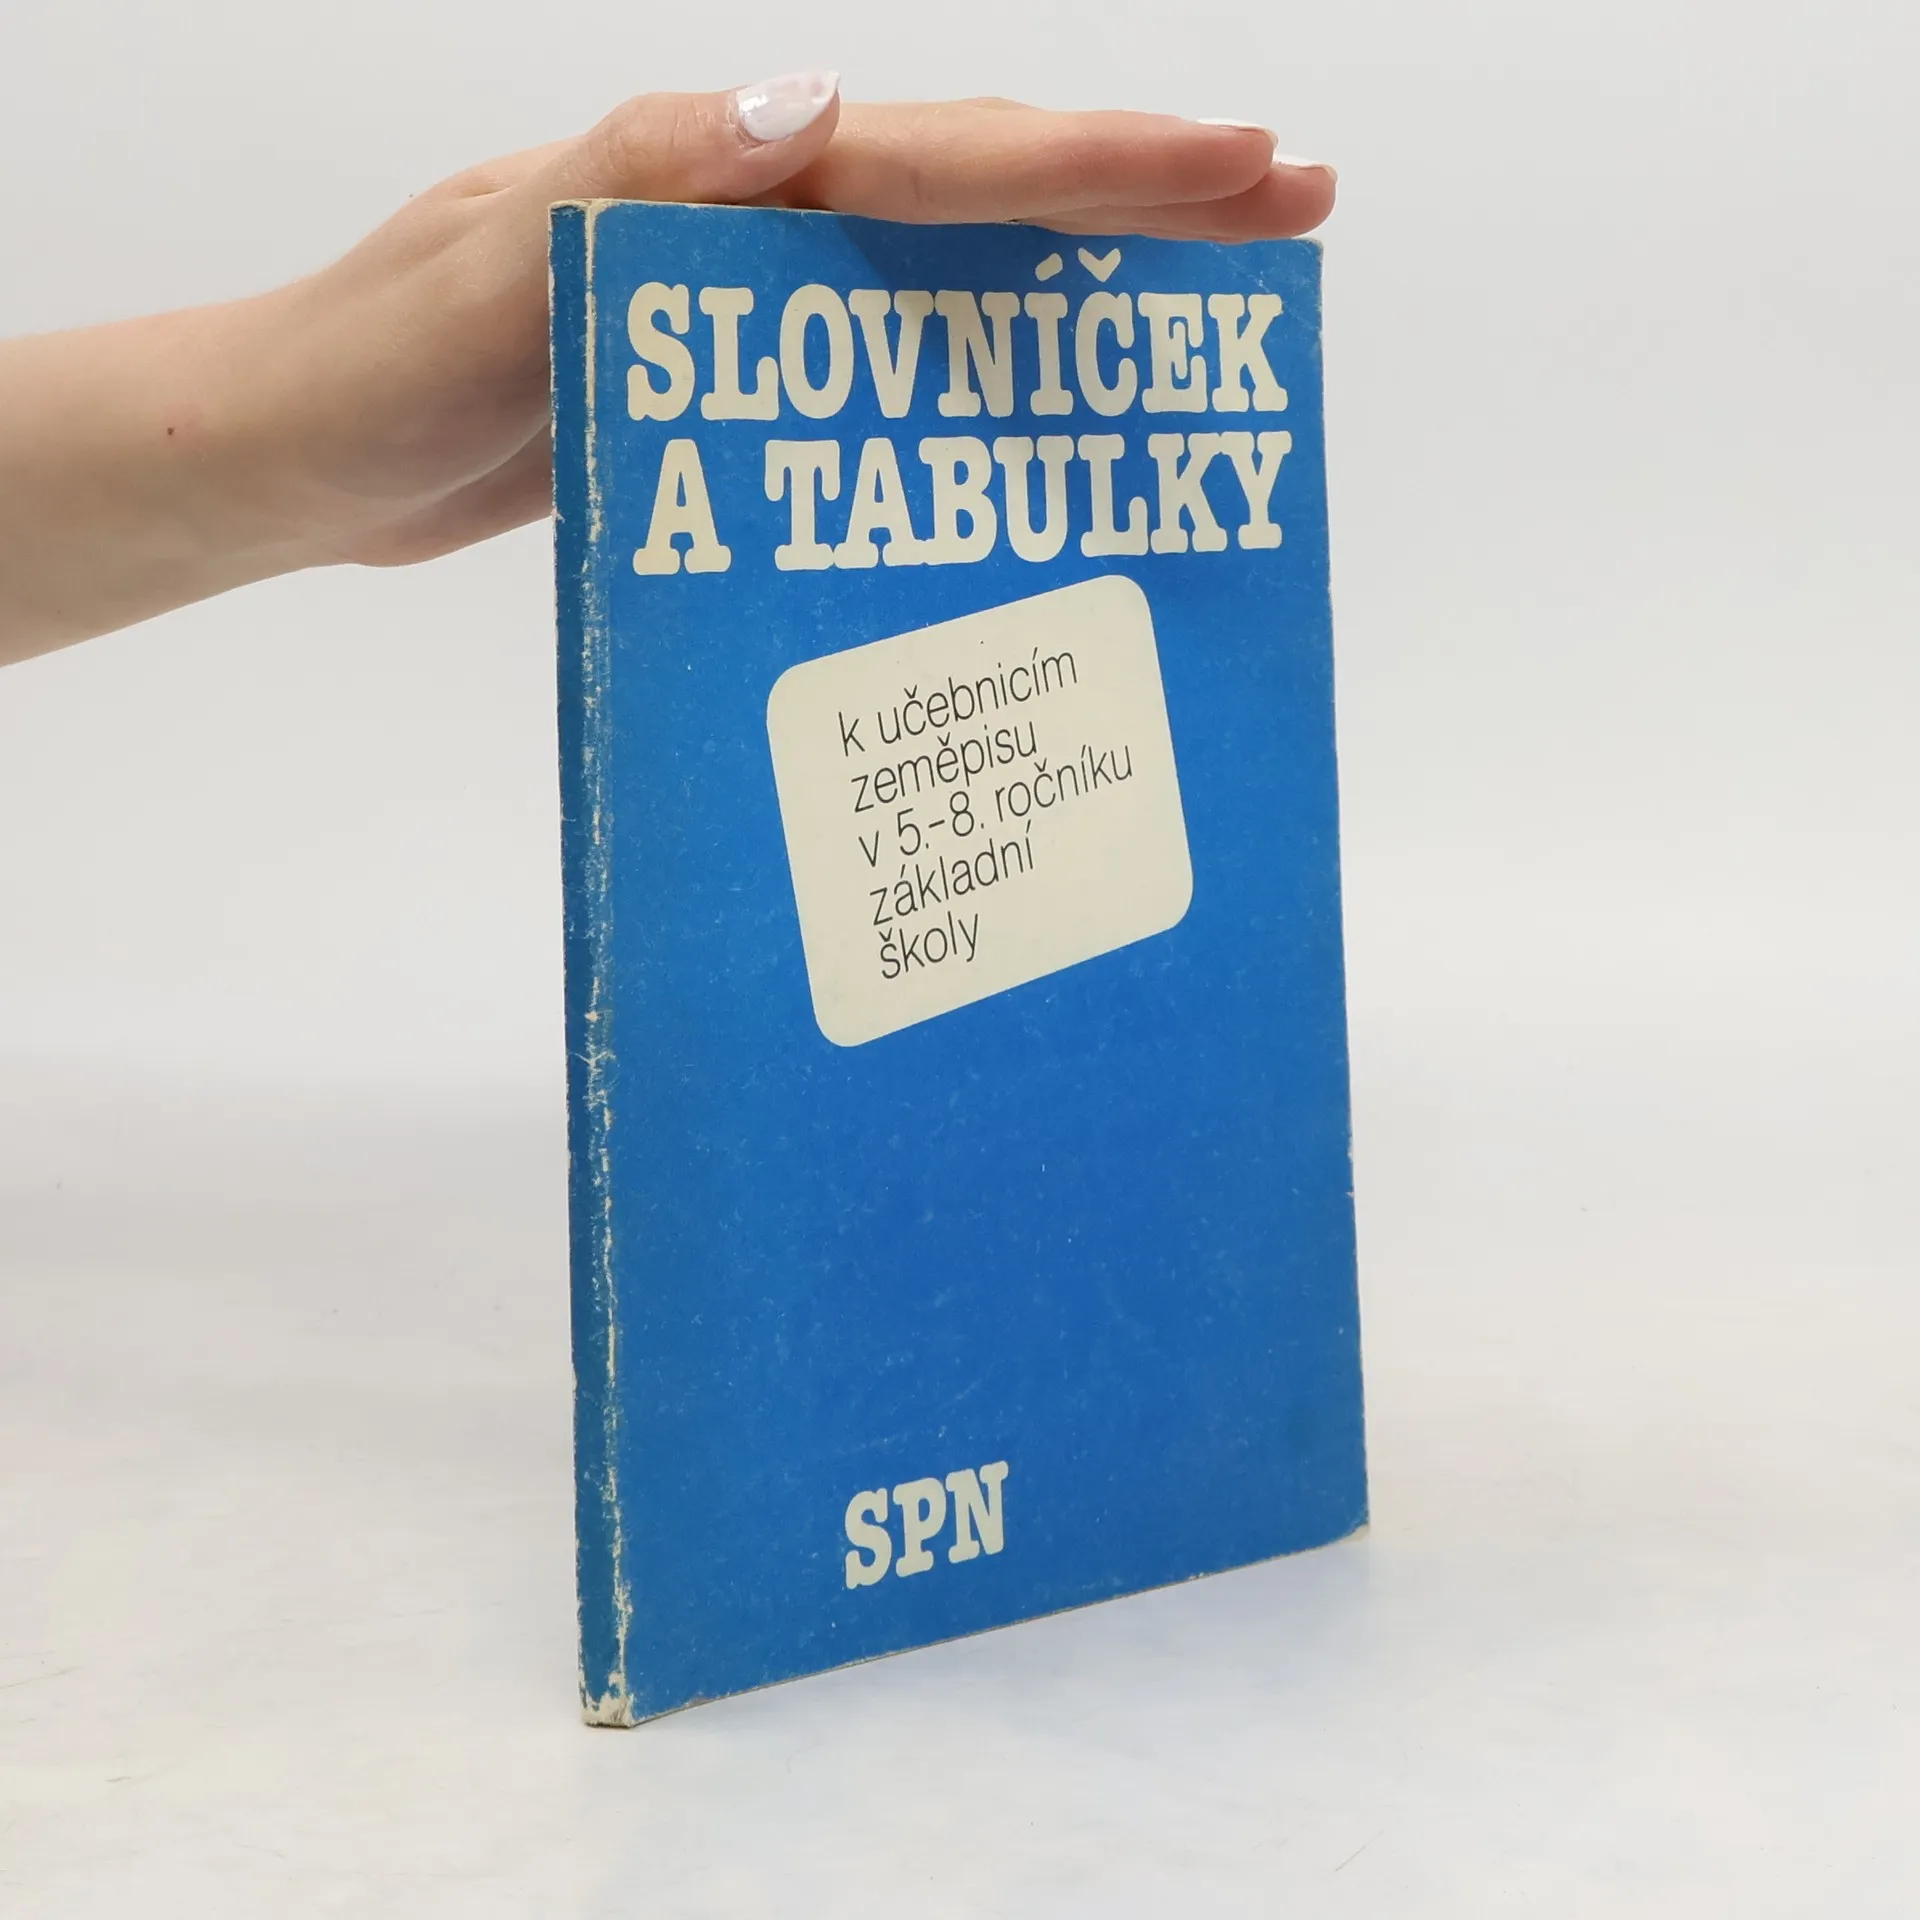 SLOVNÍČEK
A TABULKY
k učebnicím
zeměpisu
v 5.-8. ročníku
základní
školy
SPN